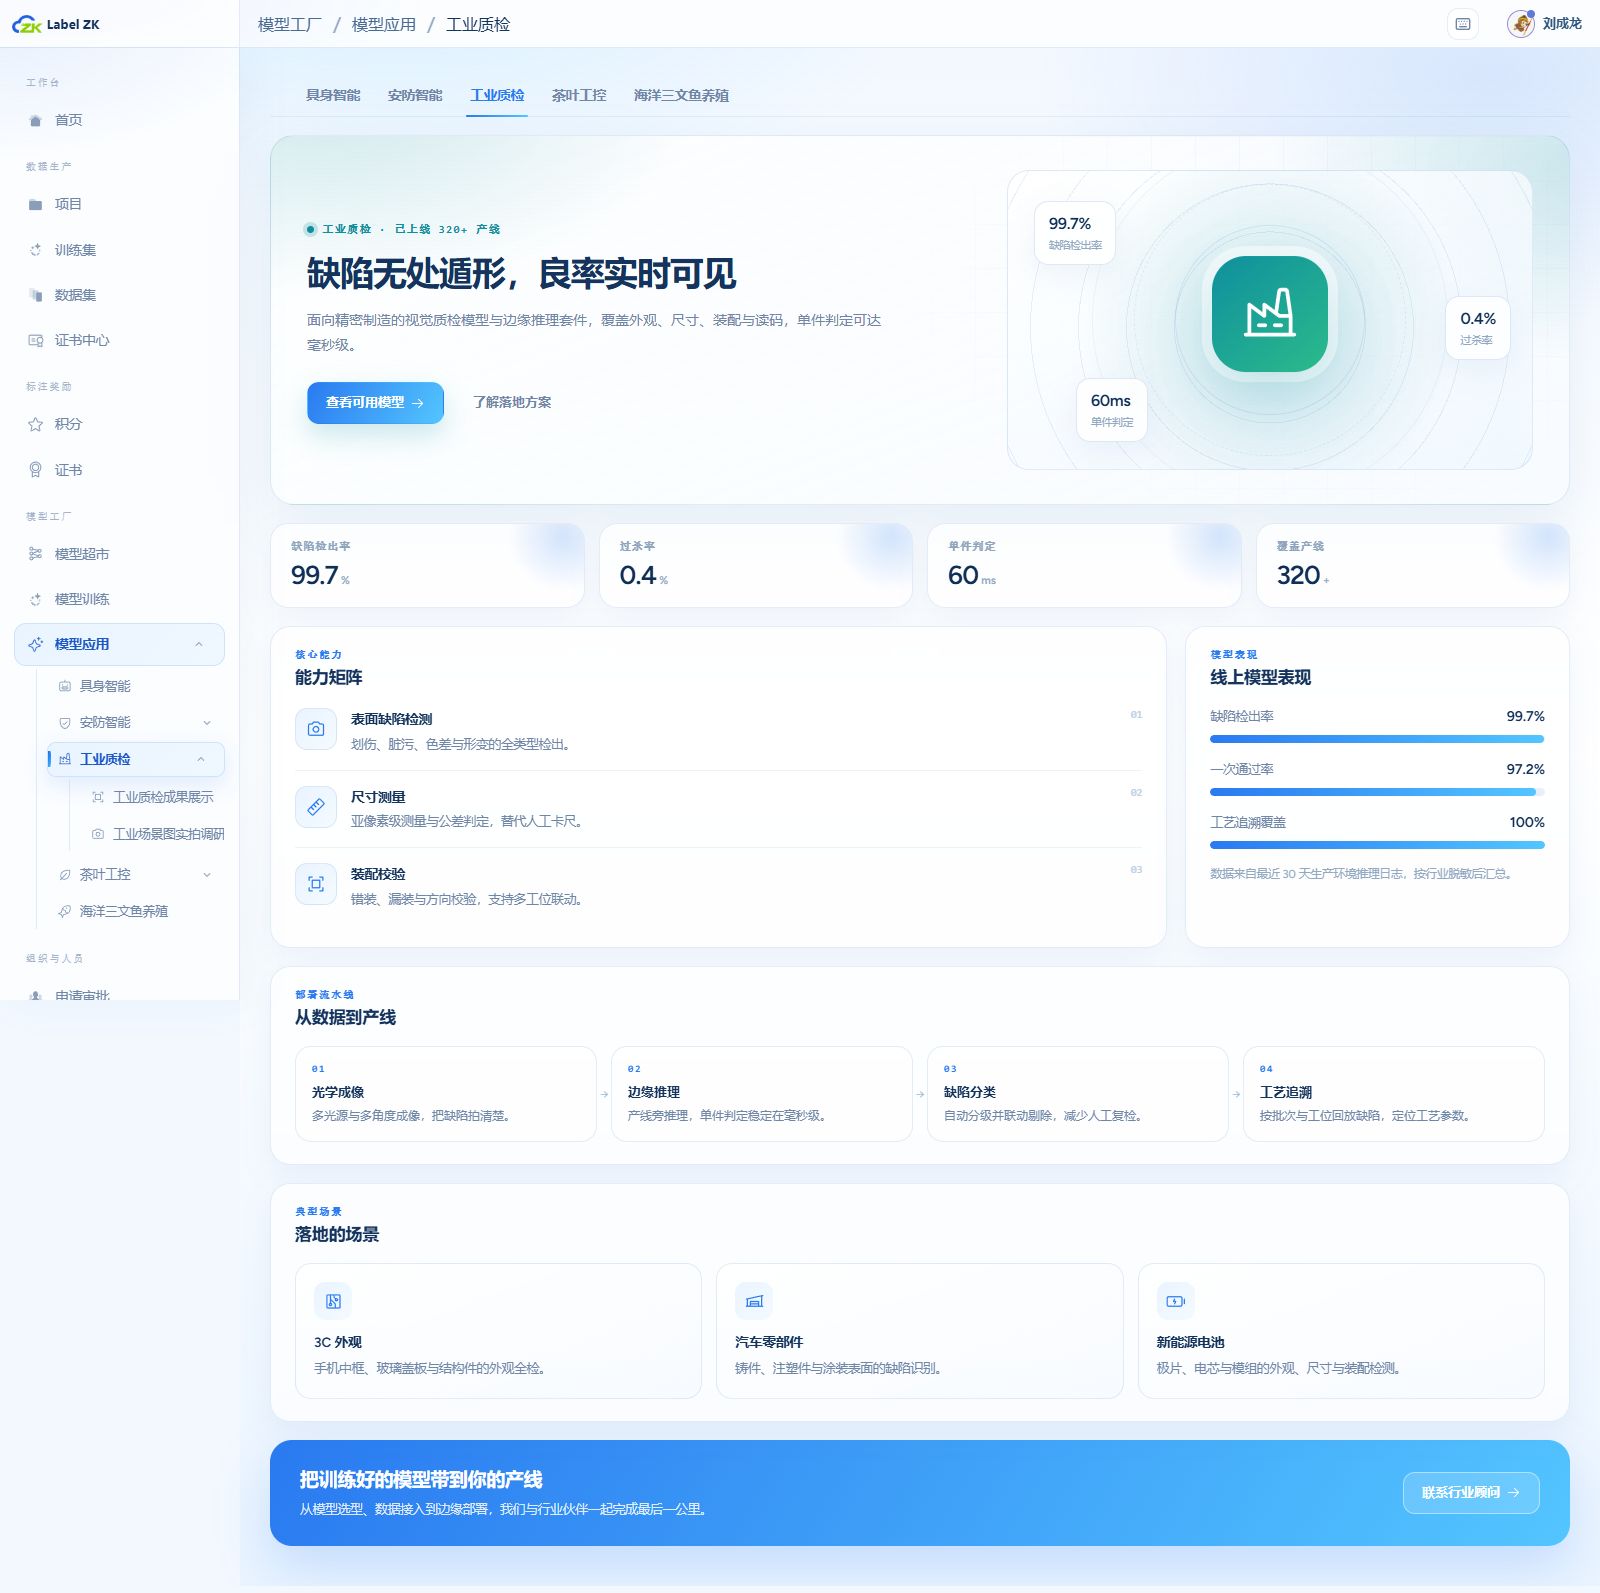 ZK Label ZK
模型工厂 / 模型应用 / 工业质检
刘成龙
工作台
首页
数据生产
项目
训练集
数据集
证书中心
标注奖励
积分
证书
模型工厂
模型超市
模型训练
模型应用
具身智能
安防智能
工业质检
工业质检成果展示
工业场景图实拍调研
茶叶工控
海洋三文鱼养殖
组织与人员
申请审批
具身智能 安防智能 工业质检 茶叶工控 海洋三文鱼养殖
工业质检 · 已上线 320+ 产线
缺陷无处遁形，良率实时可见
面向精密制造的视觉质检模型与边缘推理套件，覆盖外观、尺寸、装配与读码，单件判定可达
毫秒级。
查看可用模型 →
了解落地方案
99.7%
缺陷检出率
0.4%
过杀率
60ms
单件判定
缺陷检出率
99.7 %
过杀率
0.4 %
单件判定
60 ms
覆盖产线
320 +
核心能力
能力矩阵
表面缺陷检测
01
划伤、脏污、色差与形变的全类型检出。
尺寸测量
02
亚像素级测量与公差判定，替代人工卡尺。
装配校验
03
错装、漏装与方向校验，支持多工位联动。
模型表现
线上模型表现
缺陷检出率 99.7%
一次通过率 97.2%
工艺追溯覆盖 100%
数据来自最近 30 天生产环境推理日志，按行业脱敏后汇总。
部署流水线
从数据到产线
01
光学成像
多光源与多角度成像，把缺陷拍清楚。
→
02
边缘推理
产线旁推理，单件判定稳定在毫秒级。
→
03
缺陷分类
自动分级并联动剔除，减少人工复检。
→
04
工艺追溯
按批次与工位回放缺陷，定位工艺参数。
典型场景
落地的场景
3C 外观
手机中框、玻璃盖板与结构件的外观全检。
汽车零部件
铸件、注塑件与涂装表面的缺陷识别。
新能源电池
极片、电芯与模组的外观、尺寸与装配检测。
把训练好的模型带到你的产线
从模型选型、数据接入到边缘部署，我们与行业伙伴一起完成最后一公里。
联系行业顾问 →